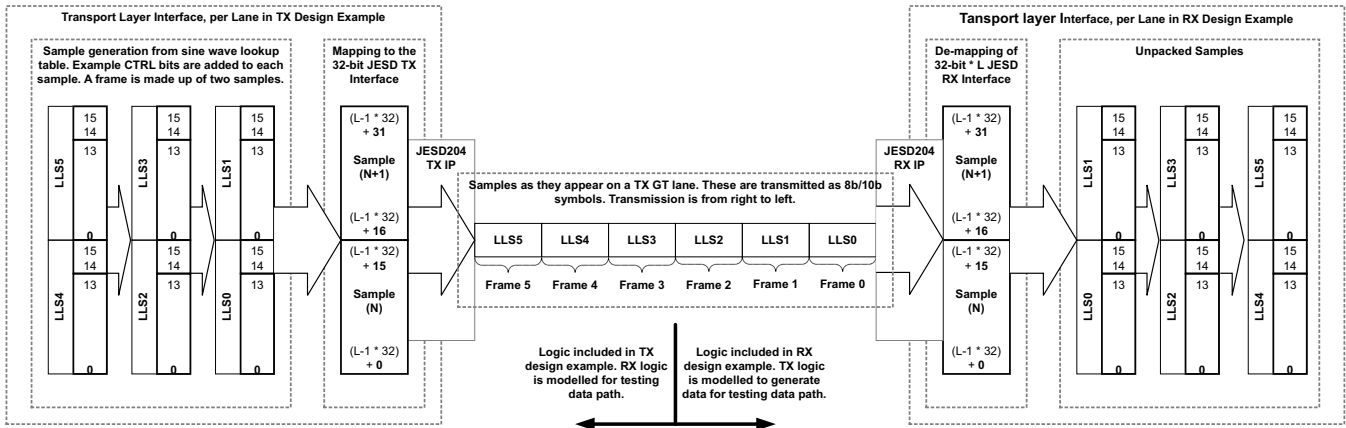 Transport Layer Interface, per Lane in TX Design Example
Sample generation from sine wave lookup
table. Example CTRL bits are added to each
sample. A frame is made up of two samples.
LLS5
15
14
13
0
LLS4
15
14
13
0
LLS3
15
14
13
0
LLS2
15
14
13
0
LLS1
15
14
13
0
LLS0
15
14
13
0
Mapping to the
32-bit JESD TX
Interface
(L-1 * 32)
+ 31
Sample
(N+1)
(L-1 * 32)
+ 16
(L-1 * 32)
+ 15
Sample
(N)
(L-1 * 32)
+ 0
JESD204
TX IP
Samples as they appear on a TX GT lane. These are transmitted as 8b/10b
symbols. Transmission is from right to left.
LLS5 LLS4 LLS3 LLS2 LLS1 LLS0
Frame 5 Frame 4 Frame 3 Frame 2 Frame 1 Frame 0
Logic included in TX
design example. RX logic
is modelled for testing
data path.
Logic included in RX
design example. TX logic
is modelled to generate
data for testing data path.
JESD204
RX IP
Tansport layer Interface, per Lane in RX Design Example
De-mapping of
32-bit * L JESD
RX Interface
(L-1 * 32)
+ 31
Sample
(N+1)
(L-1 * 32)
+ 16
(L-1 * 32)
+ 15
Sample
(N)
(L-1 * 32)
+ 0
Unpacked Samples
LLS1
15
14
13
0
LLS0
15
14
13
0
LLS3
15
14
13
0
LLS2
15
14
13
0
LLS5
15
14
13
0
LLS4
15
14
13
0